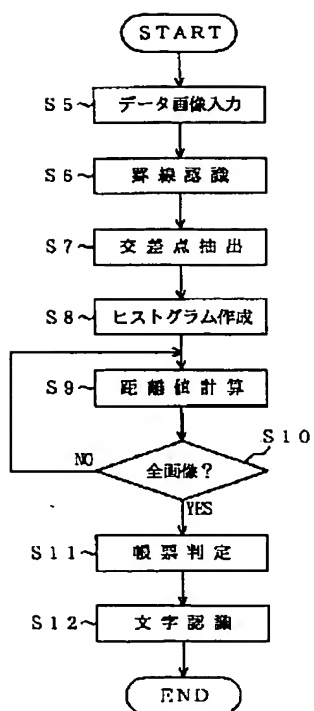 START
S5~データ画像入力
S6~罫線認識
S7~交差点抽出
S8~ヒストグラム作成
S9~距離値計算
S10
NO 全画像?
YES
S11~帳票判定
S12~文字認識
END